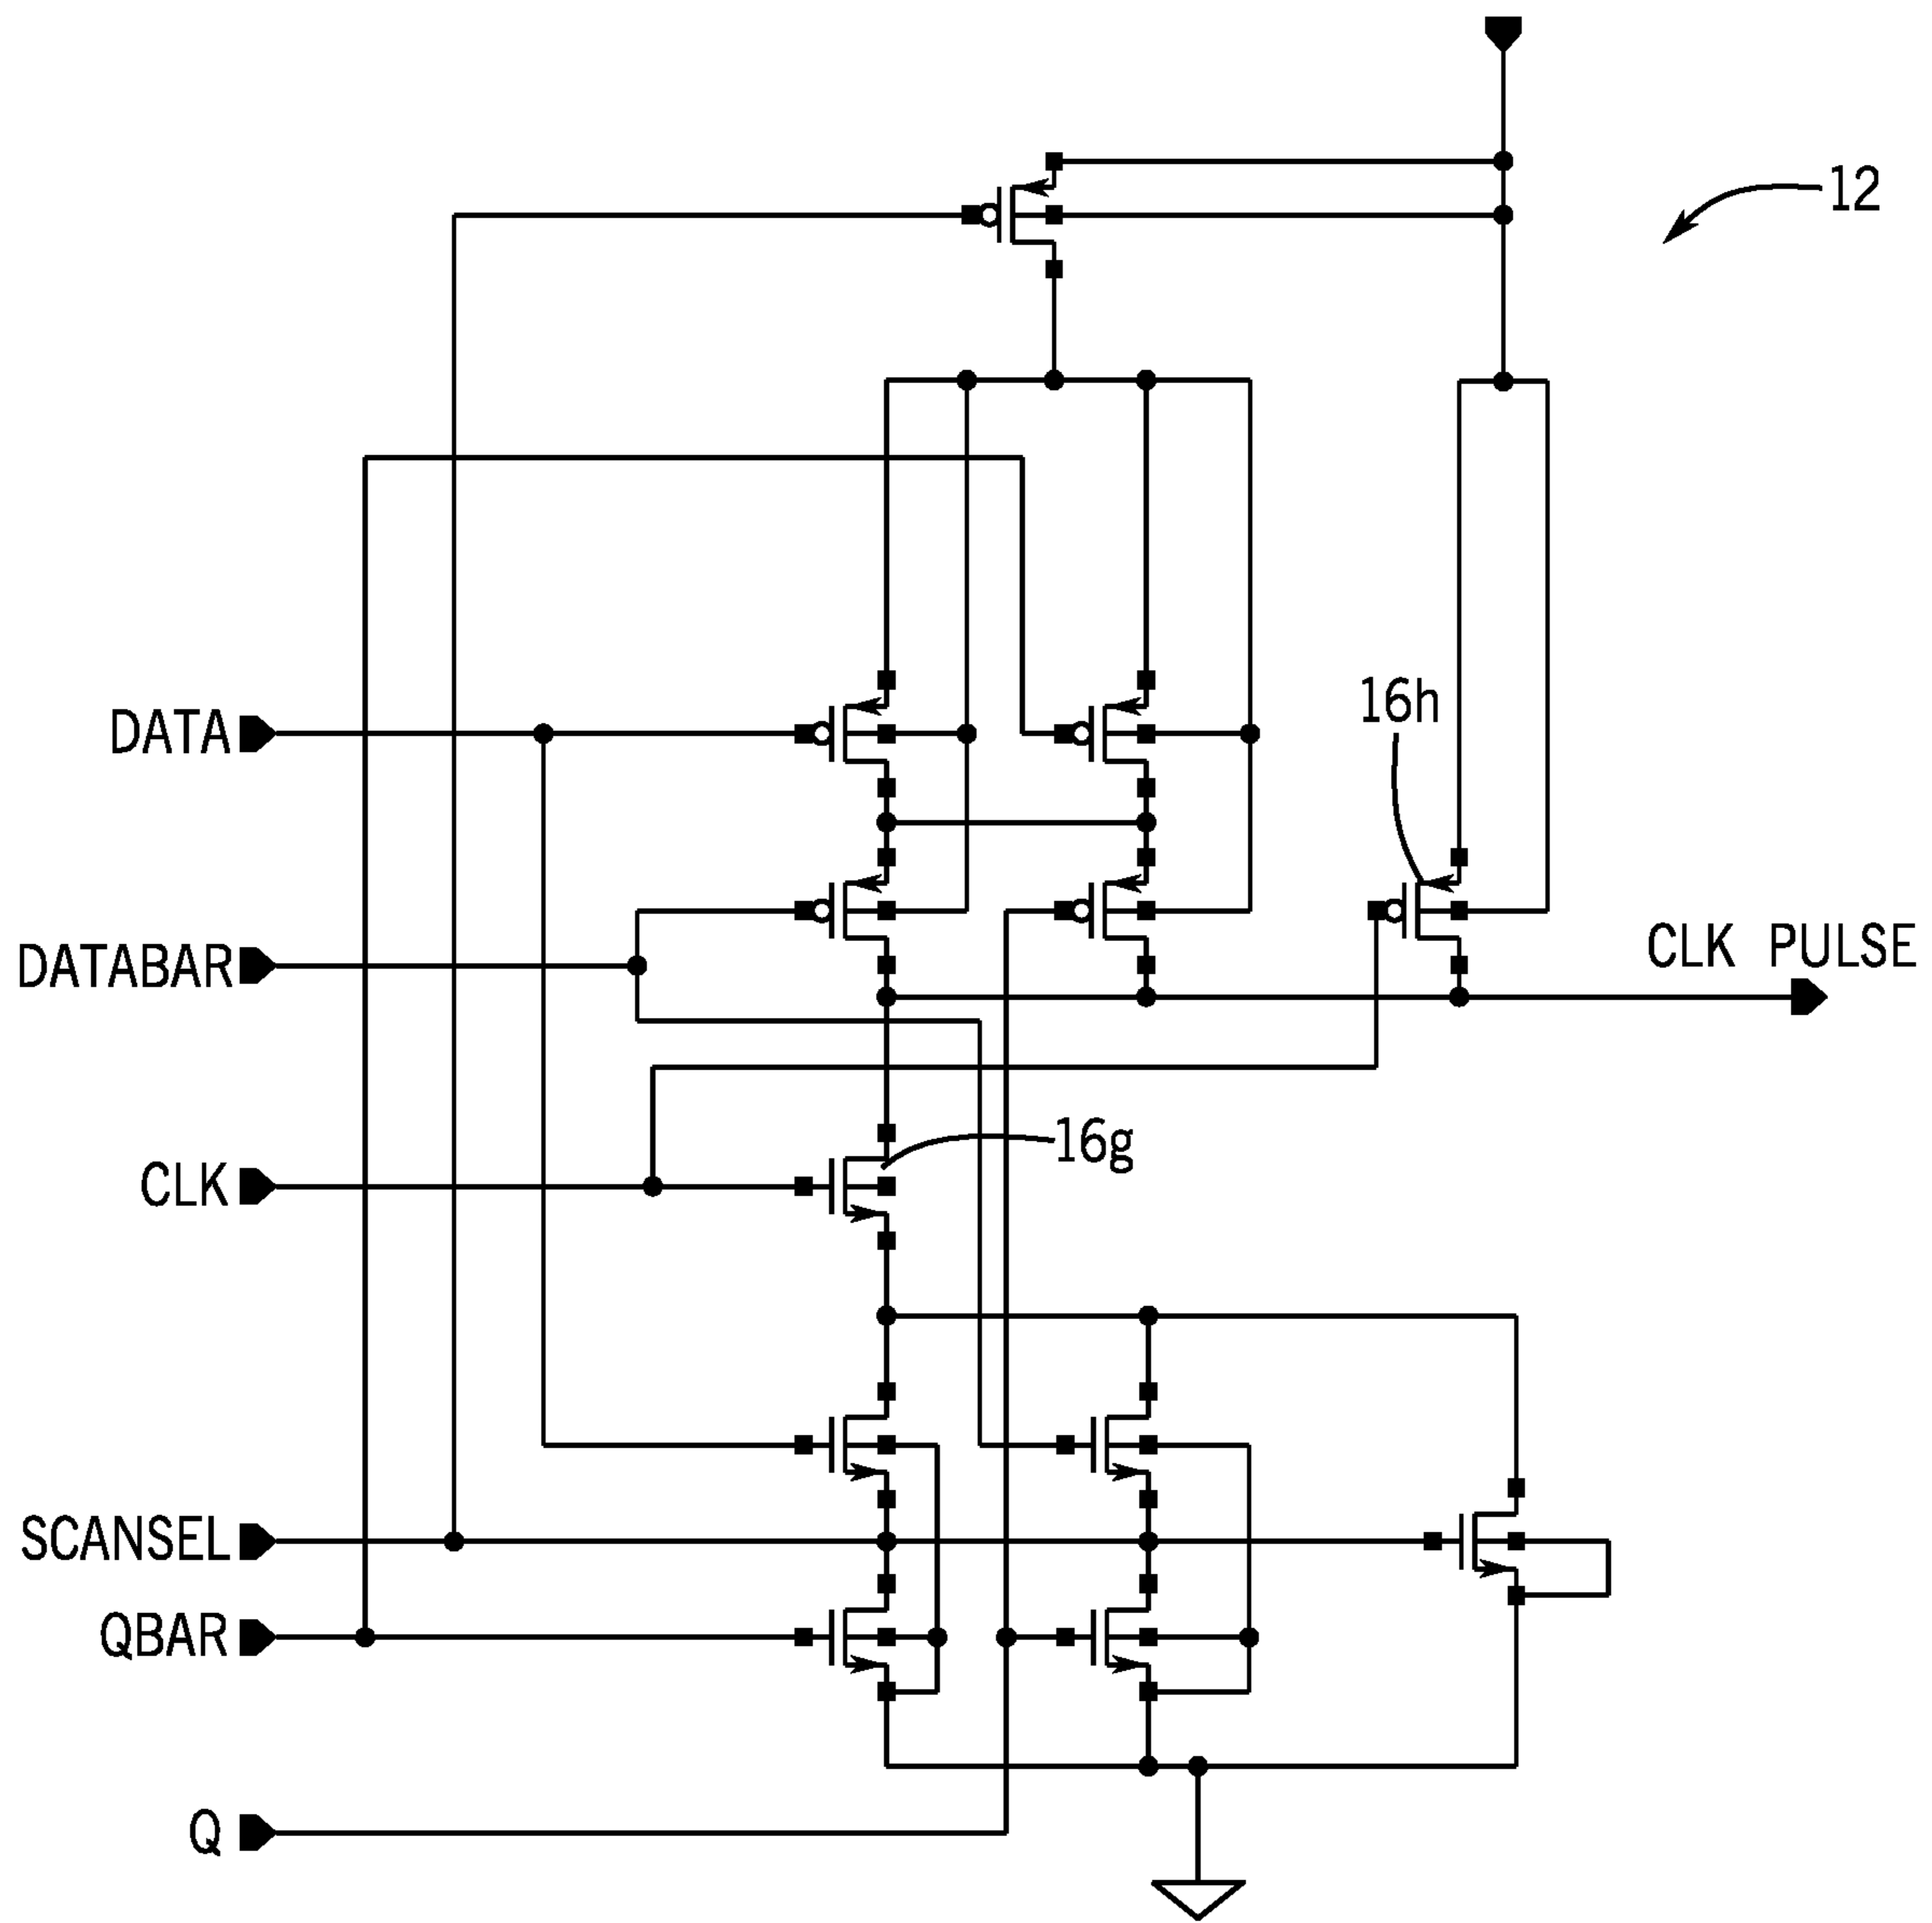 12
DATA
16h
DATABAR
CLK PULSE
16g
CLK
SCANSEL
QBAR
Q